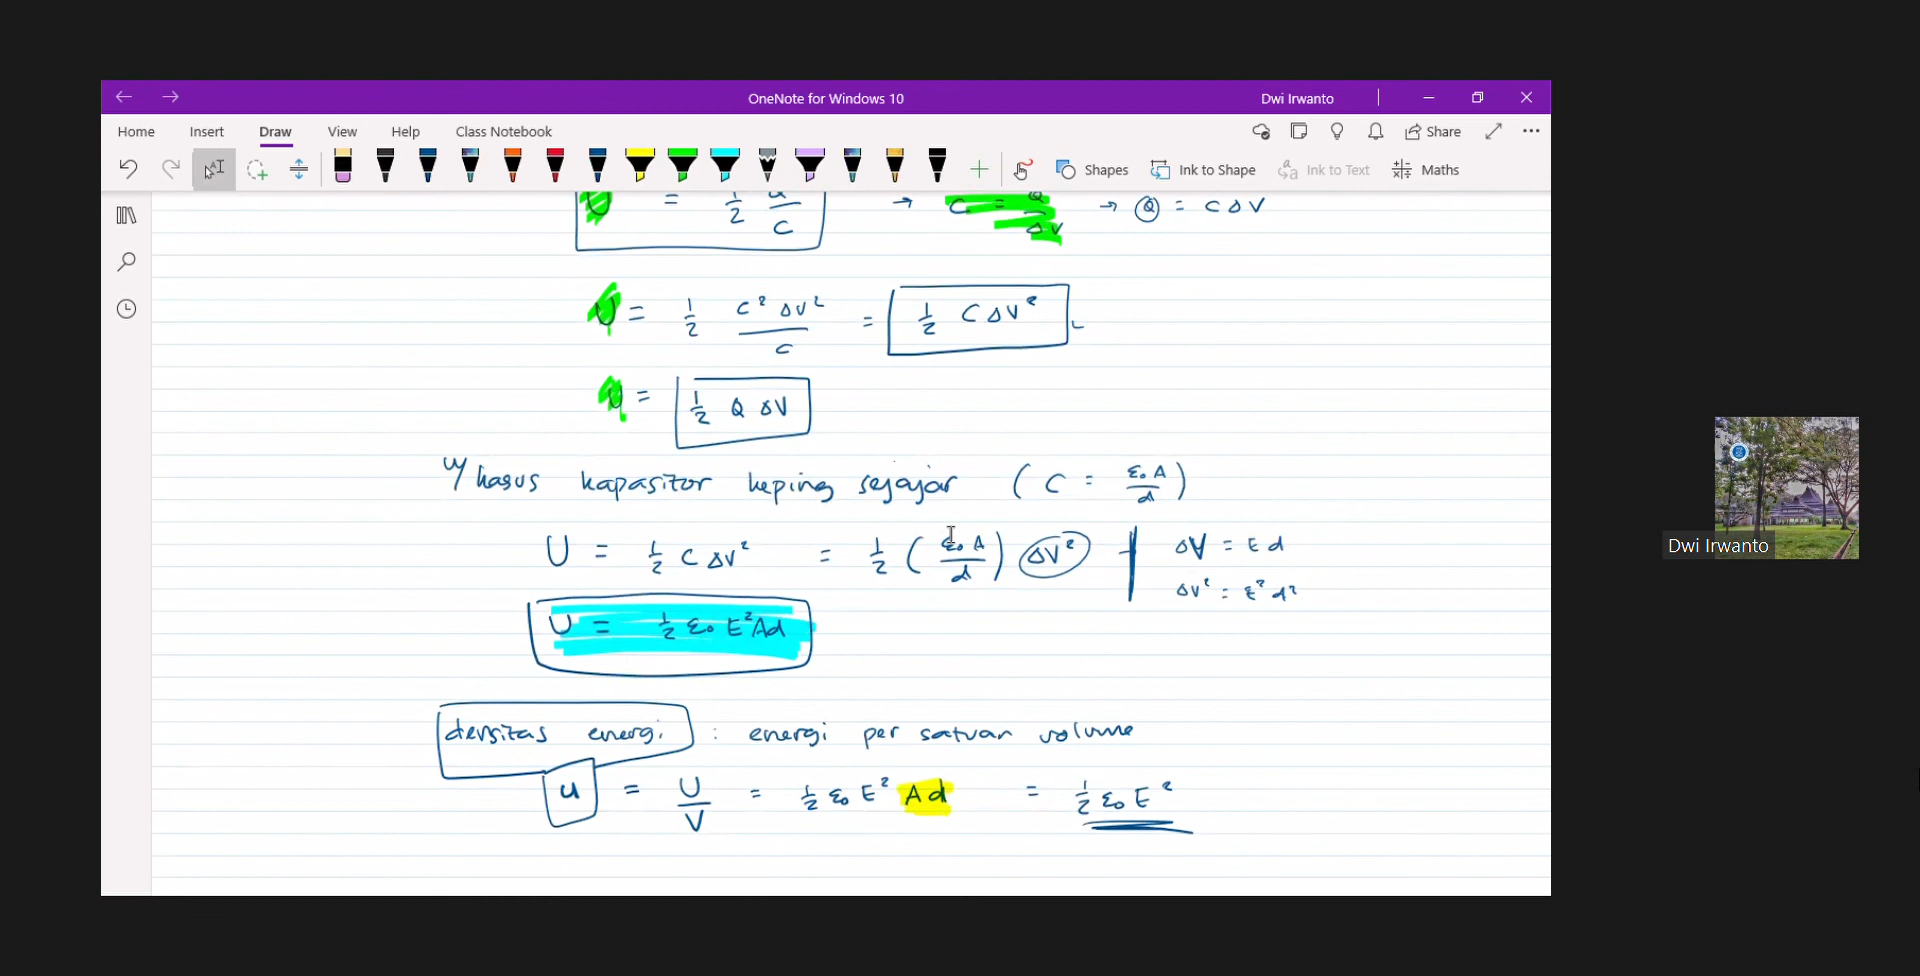 OneNote for Windows 10
Dwi Irwanto
Home Insert Draw View Help Class Notebook Share
Shapes Ink to Shape Ink to Text Maths
U = 1/2 Q/C → C = Q/ΔV → Q = C ΔV
U = 1/2 C² ΔV²/C = 1/2 C ΔV²
U = 1/2 Q ΔV
u/ kasus kapasitor keping sejajar ( C = ε₀ A/d )
U = 1/2 C ΔV² = 1/2 ( ε₀ A/d ) ΔV² | ΔV = E d
ΔV² = E² d²
U = 1/2 ε₀ E² Ad
densitas energi : energi per satuan volume
u = U/V = 1/2 ε₀ E² A d = 1/2 ε₀ E²
Dwi Irwanto